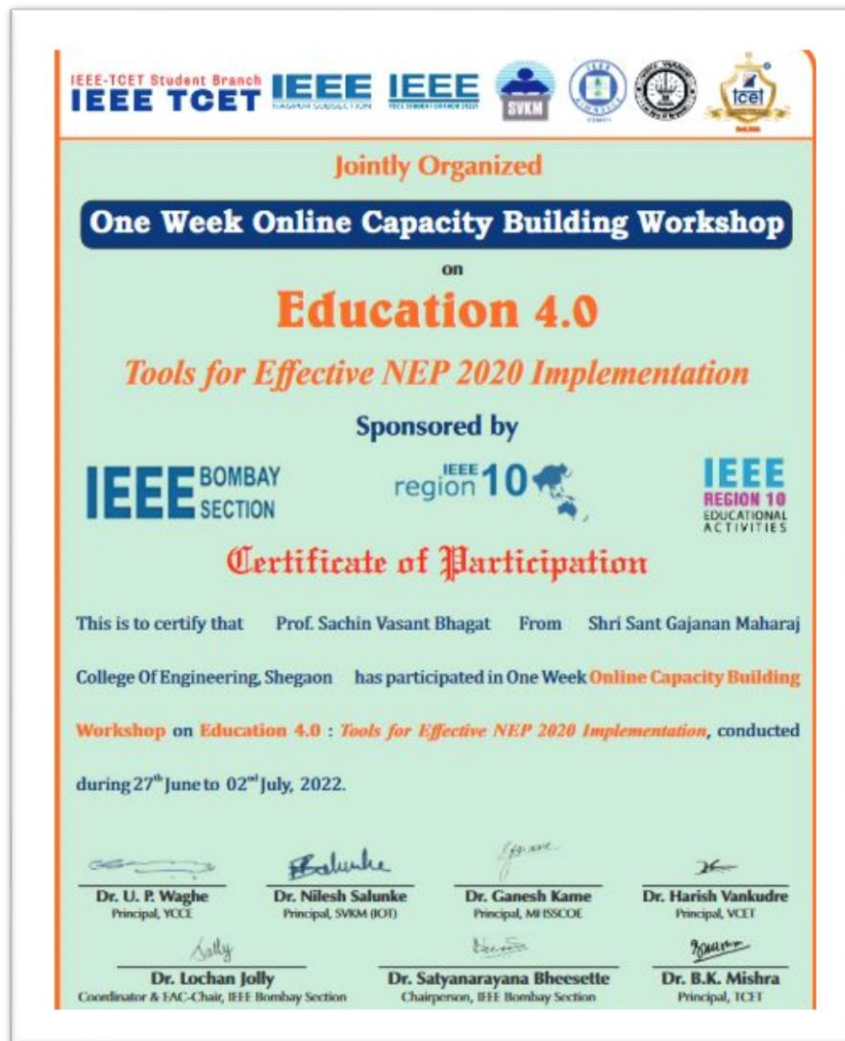 IEEE-TCET Student Branch
IEEE TCET
IEEE
NAGPUR SUBSECTION
IEEE
SVKM
tcet
Jointly Organized
One Week Online Capacity Building Workshop
on
Education 4.0
Tools for Effective NEP 2020 Implementation
Sponsored by
IEEE BOMBAY SECTION
IEEE region 10
IEEE
REGION 10
EDUCATIONAL
ACTIVITIES
Certificate of Participation
This is to certify that Prof. Sachin Vasant Bhagat From Shri Sant Gajanan Maharaj
College Of Engineering, Shegaon has participated in One Week Online Capacity Building
Workshop on Education 4.0 : Tools for Effective NEP 2020 Implementation, conducted
during 27th June to 02nd July, 2022.
Dr. U. P. Waghe Dr. Nilesh Salunke Dr. Ganesh Kame Dr. Harish Vankudre
Principal, YCCE Principal, SVKM (IOT) Principal, MHSSCOE Principal, VCET
Dr. Lochan Jolly Dr. Satyanarayana Bheesette Dr. B.K. Mishra
Coordinator & EAC-Chair, IEEE Bombay Section Chairperson, IEEE Bombay Section Principal, TCET